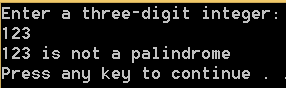 Enter a three-digit integer:
123
123 is not a palindrome
Press any key to continue . .